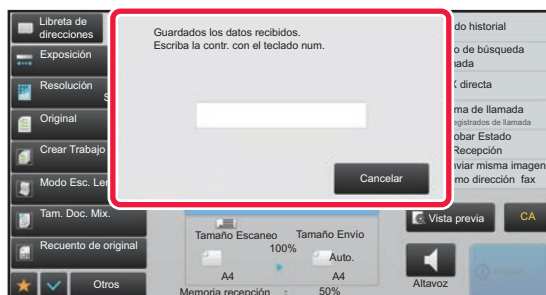 Libreta de
direcciones
Exposición
Resolución
S
Original
Crear Trabajo
Modo Esc. Len
Tam. Doc. Mix.
Recuento de original
Otros
Guardados los datos recibidos.
Escriba la contr. con el teclado num.
Cancelar
do historial
o de búsqueda
nada
X directa
ma de llamada
egistrados de llamada
obar Estado
Recepción
nviar misma imagen
mo dirección fax
Vista previa
CA
Tamaño Escaneo
Tamaño Envío
100%
Auto.
A4
A4
Memoria recepción :
50%
Altavoz